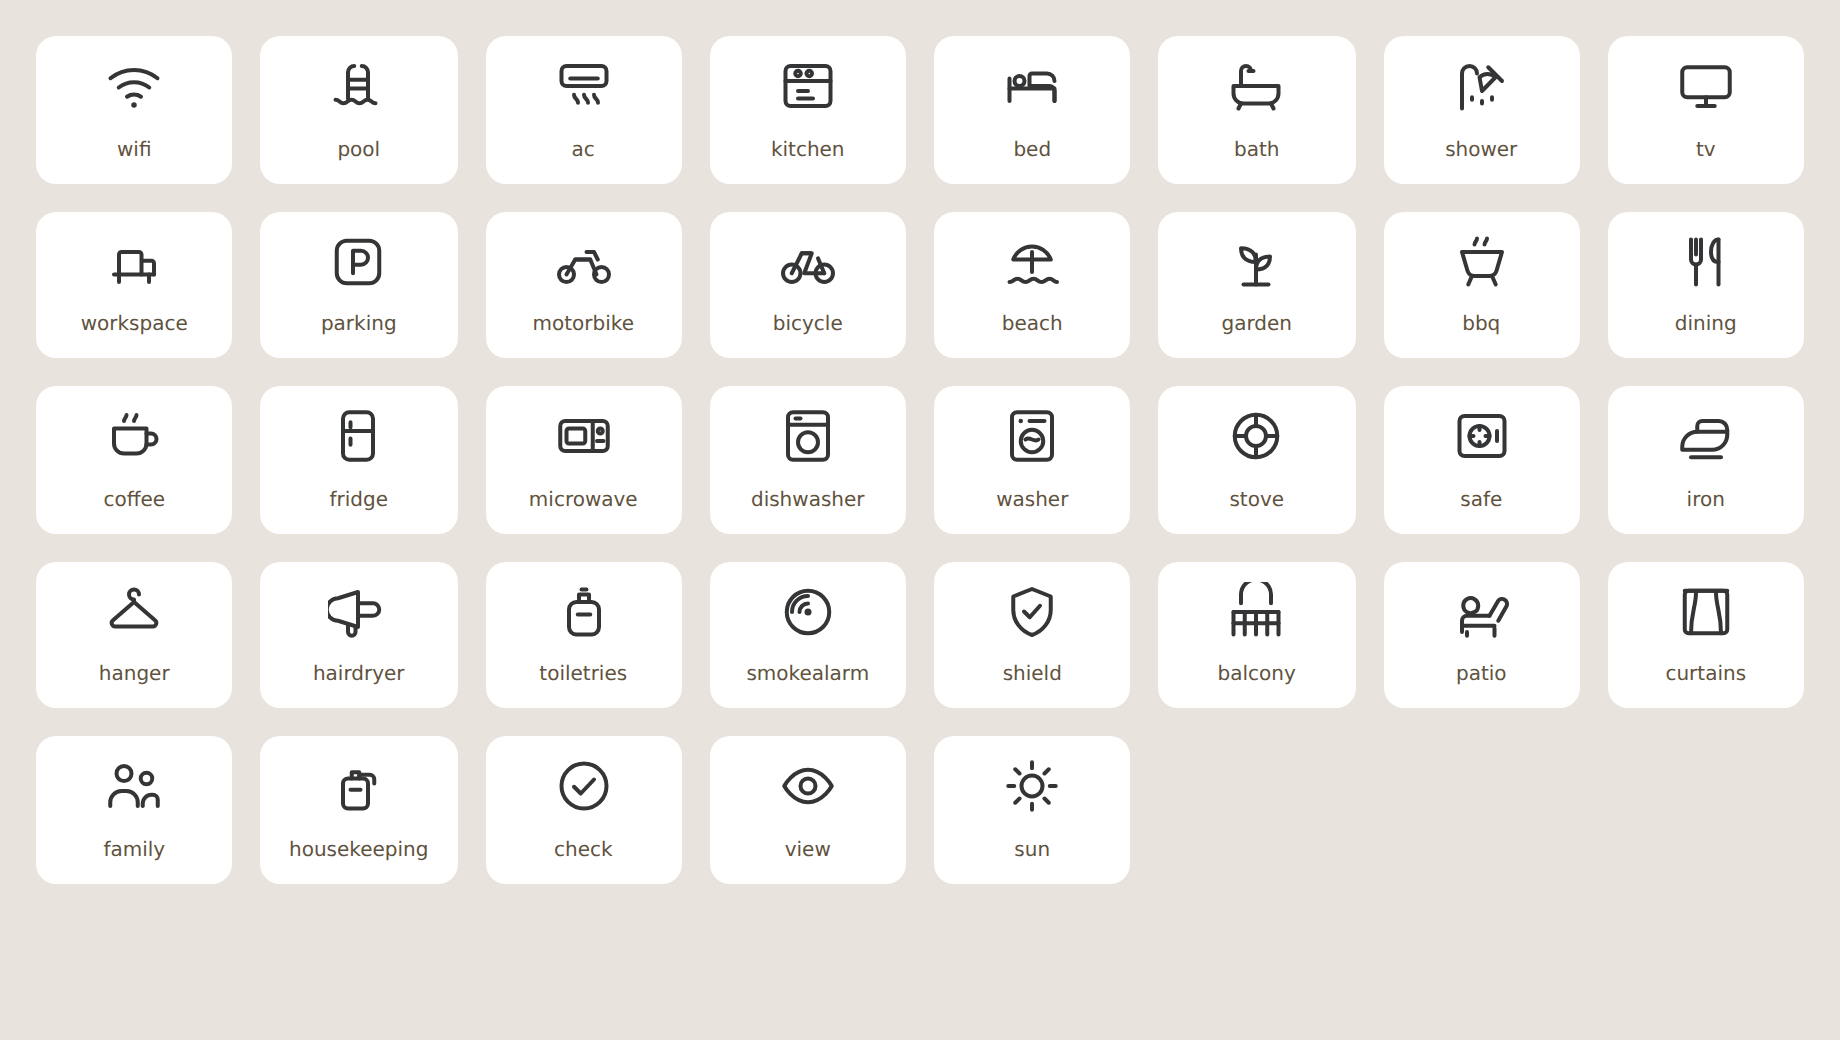 wifi
pool
ac
kitchen
bed
bath
shower
tv
workspace
P
parking
motorbike
bicycle
beach
garden
bbq
dining
coffee
fridge
microwave
dishwasher
washer
stove
safe
iron
hanger
hairdryer
toiletries
smokealarm
shield
balcony
patio
curtains
family
housekeeping
check
view
sun